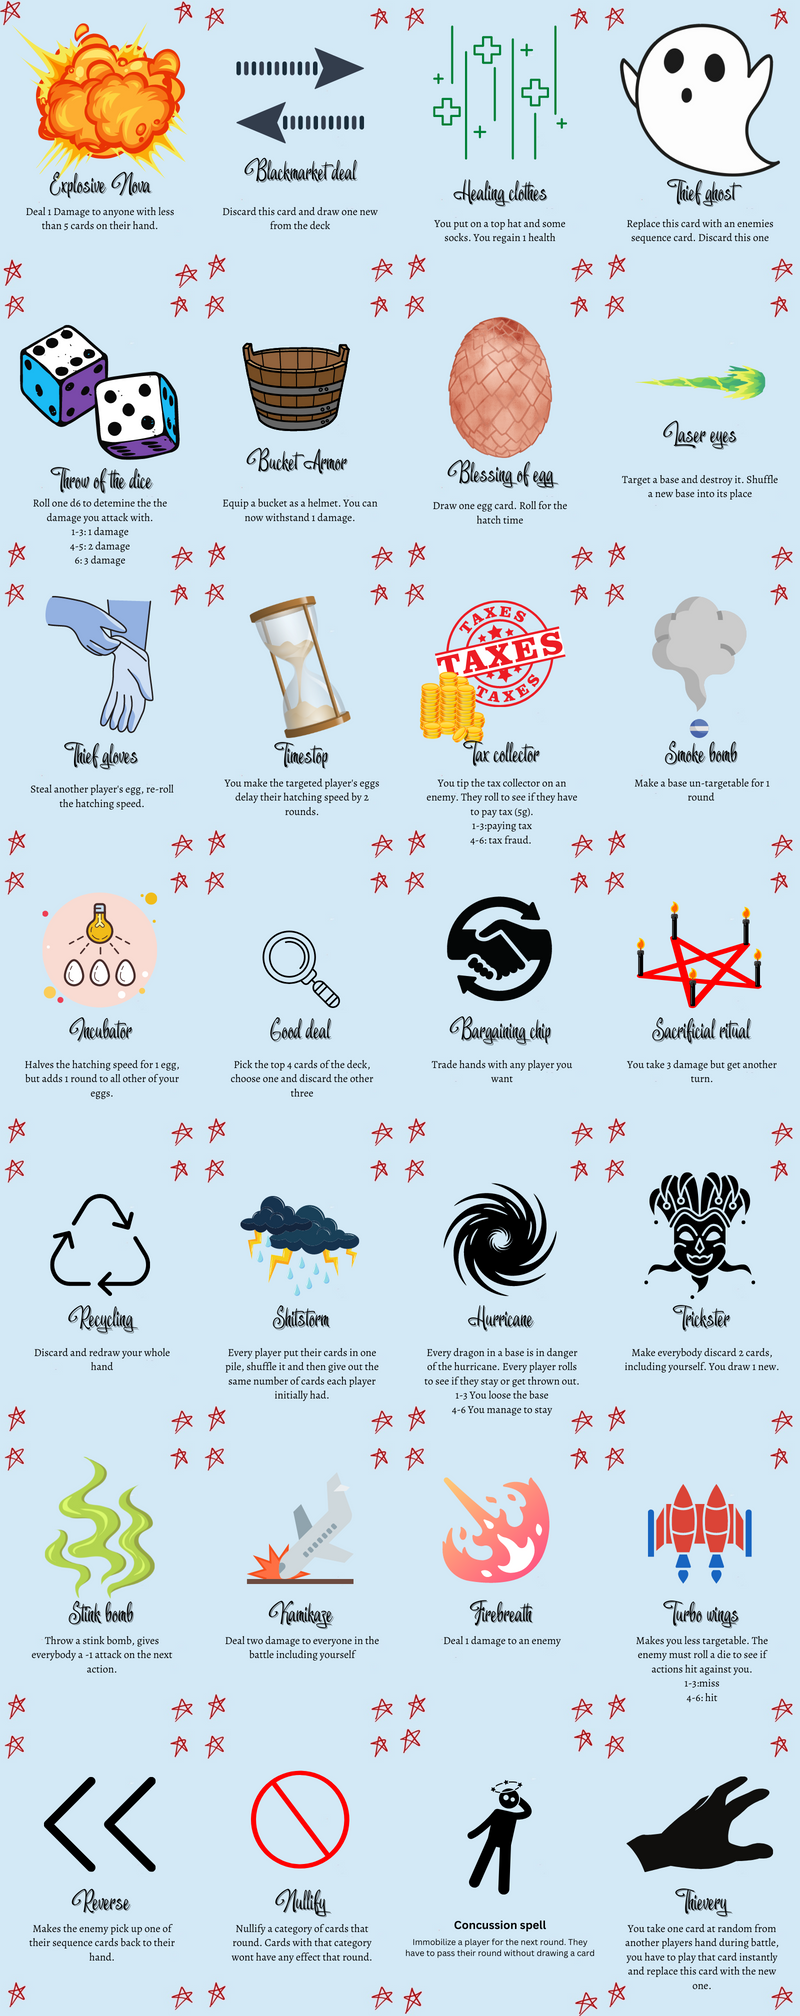 Explosive Nova
Deal 1 Damage to anyone with less
than 5 cards on their hand.
Blackmarket deal
Discard this card and draw one new
from the deck
Healing clothes
You put on a top hat and some
socks. You regain 1 health
Thief ghost
Replace this card with an enemies
sequence card. Discard this one
Throw of the dice
Roll one d6 to detemine the the
damage you attack with.
1-3: 1 damage
4-5: 2 damage
6: 3 damage
Bucket Armor
Equip a bucket as a helmet. You can
now withstand 1 damage.
Blessing of egg
Draw one egg card. Roll for the
hatch time
Laser eyes
Target a base and destroy it. Shuffle
a new base into its place
Thief gloves
Steal another player's egg, re-roll
the hatching speed.
Timestop
You make the targeted player's eggs
delay their hatching speed by 2
rounds.
TAXES
TAXES
TAXES
Tax collector
You tip the tax collector on an
enemy. They roll to see if they have
to pay tax (5g).
1-3:paying tax
4-6: tax fraud.
Smoke bomb
Make a base un-targetable for 1
round
Incubator
Halves the hatching speed for 1 egg,
but adds 1 round to all other of your
eggs.
Good deal
Pick the top 4 cards of the deck,
choose one and discard the other
three
Bargaining chip
Trade hands with any player you
want
Sacrificial ritual
You take 3 damage but get another
turn.
Recycling
Discard and redraw your whole
hand
Shitstorm
Every player put their cards in one
pile, shuffle it and then give out the
same number of cards each player
initially had.
Hurricane
Every dragon in a base is in danger
of the hurricane. Every player rolls
to see if they stay or get thrown out.
1-3 You loose the base
4-6 You manage to stay
Trickster
Make everybody discard 2 cards,
including yourself. You draw 1 new.
Stink bomb
Throw a stink bomb, gives
everybody a -1 attack on the next
action.
Kamikaze
Deal two damage to everyone in the
battle including yourself
Firebreath
Deal 1 damage to an enemy
Turbo wings
Makes you less targetable. The
enemy must roll a die to see if
actions hit against you.
1-3:miss
4-6: hit
Reverse
Makes the enemy pick up one of
their sequence cards back to their
hand.
Nullify
Nullify a category of cards that
round. Cards with that category
wont have any effect that round.
Concussion spell
Immobilize a player for the next round. They
have to pass their round without drawing a card
Thievery
You take one card at random from
another players hand during battle,
you have to play that card instantly
and replace this card with the new
one.